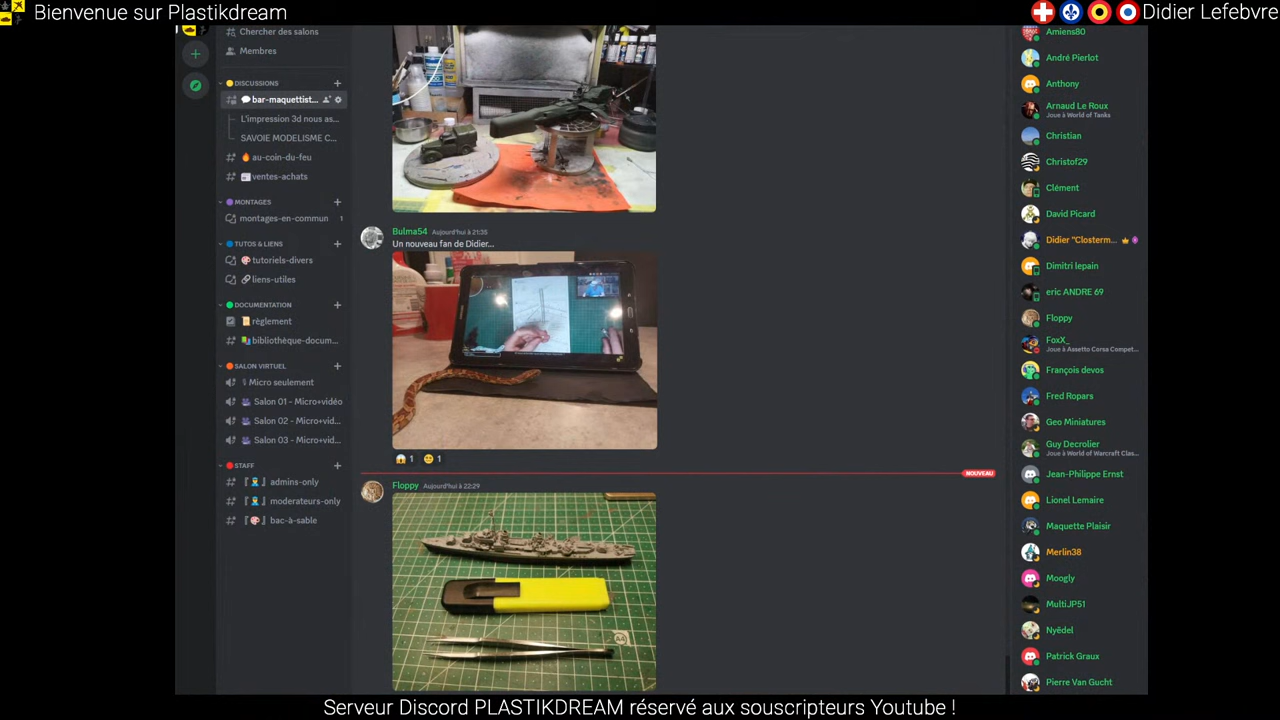 Bienvenue sur Plastikdream
Didier Lefebvre
Chercher des salons
Membres
DISCUSSIONS
bar-maquettist...
L'impression 3d nous as...
SAVOIE MODELISME C...
au-coin-du-feu
ventes-achats
MONTAGES
montages-en-commun 1
TUTOS & LIENS
tutoriels-divers
liens-utiles
DOCUMENTATION
règlement
bibliothèque-docum...
SALON VIRTUEL
Micro seulement
Salon 01 - Micro+vidéo
Salon 02 - Micro+vid...
Salon 03 - Micro+vid...
STAFF
admins-only
moderateurs-only
bac-à-sable
Bulma54 Aujourd'hui à 21:35
Un nouveau fan de Didier...
1 1
NOUVEAU
Floppy Aujourd'hui à 22:29
A4
Amiens80
André Pierlot
Anthony
Arnaud Le Roux
Joue à World of Tanks
Christian
Christof29
Clément
David Picard
Didier "Closterm...
Dimitri lepain
eric ANDRE 69
Floppy
FoxX_
Joue à Assetto Corsa Compet...
François devos
Fred Ropars
Geo Miniatures
Guy Decrolier
Joue à World of Warcraft Clas...
Jean-Philippe Ernst
Lionel Lemaire
Maquette Plaisir
Merlin38
Moogly
MultiJP51
Nyëdel
Patrick Graux
Pierre Van Gucht
Serveur Discord PLASTIKDREAM réservé aux souscripteurs Youtube !